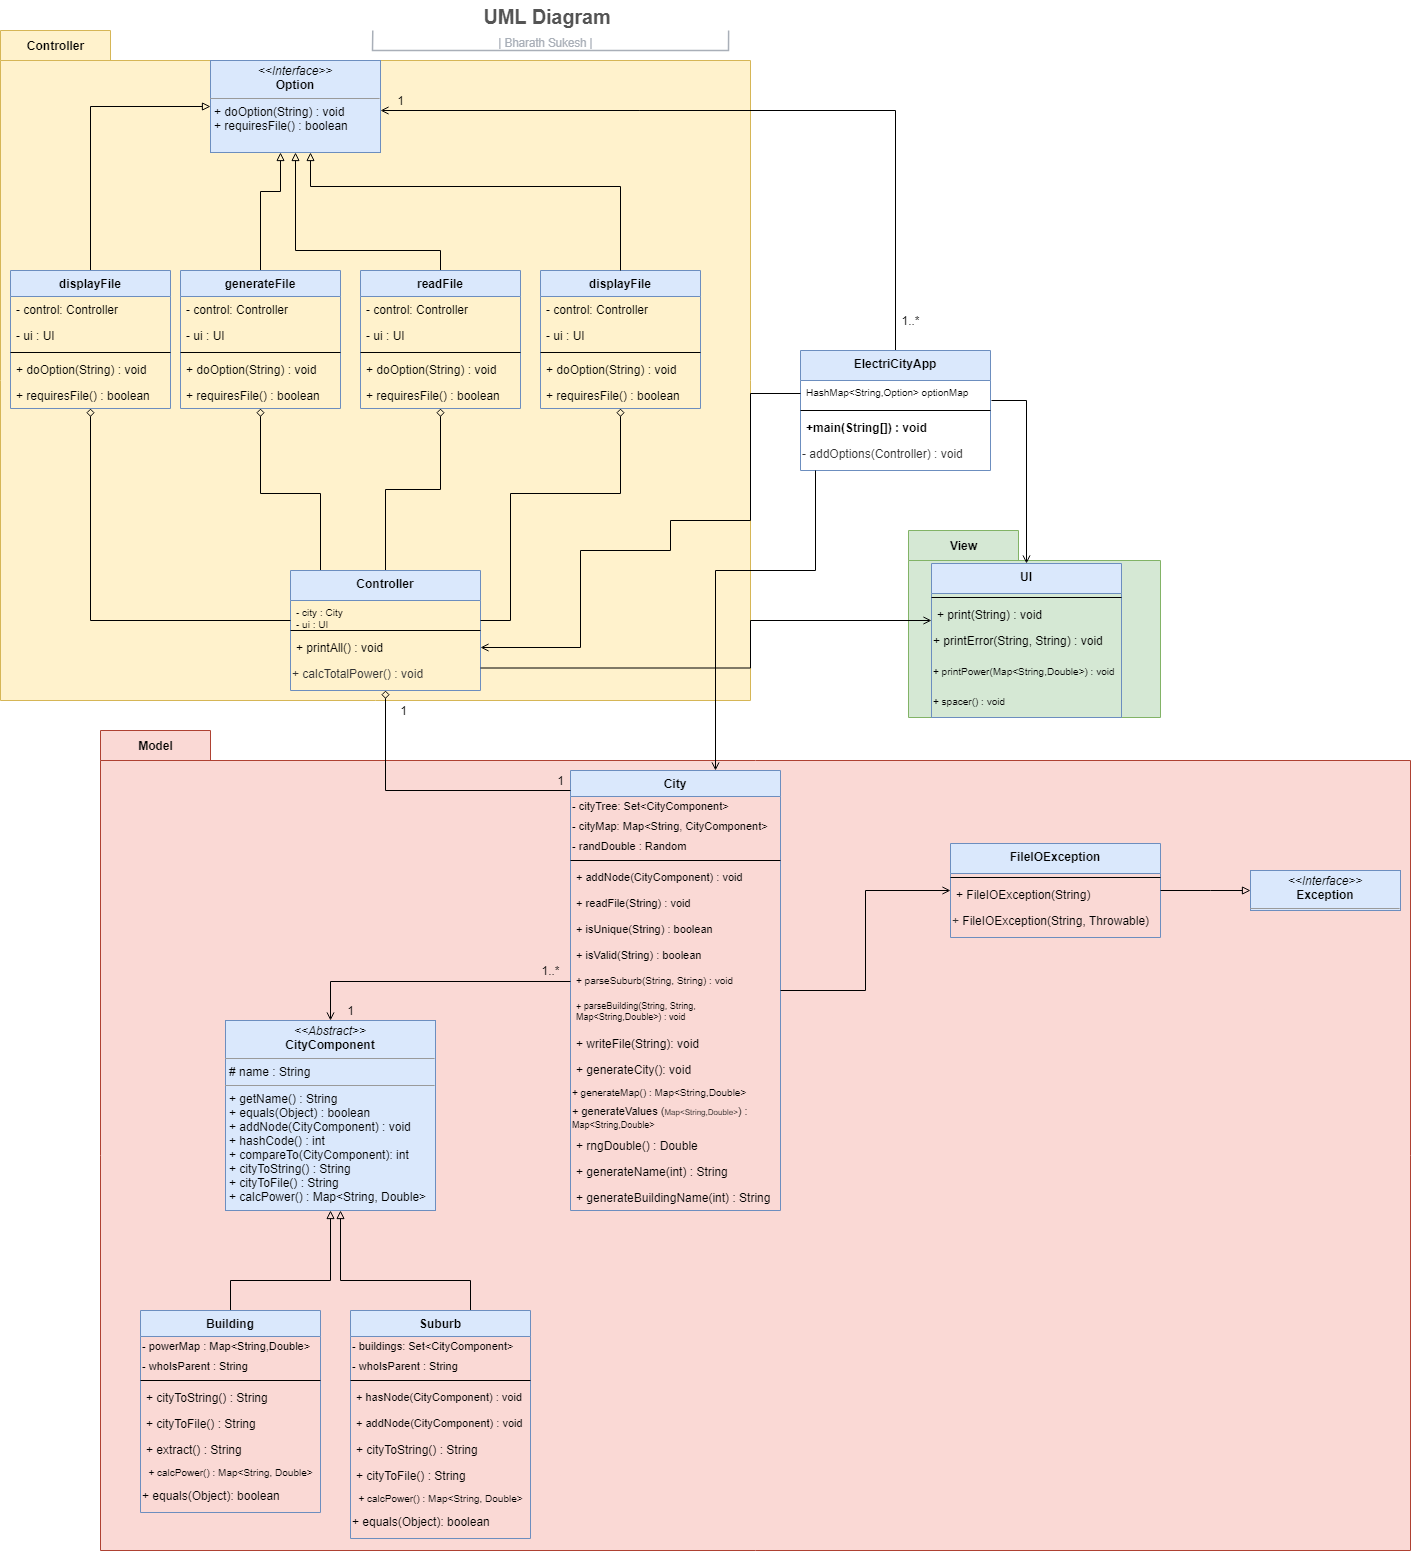 UML Diagram
| Bharath Sukesh |
Controller
<<Interface>>
Option
+ doOption(String) : void
+ requiresFile() : boolean
1
1..*
displayFile
- control: Controller
- ui : UI
+ doOption(String) : void
+ requiresFile() : boolean
generateFile
- control: Controller
- ui : UI
+ doOption(String) : void
+ requiresFile() : boolean
readFile
- control: Controller
- ui : UI
+ doOption(String) : void
+ requiresFile() : boolean
displayFile
- control: Controller
- ui : UI
+ doOption(String) : void
+ requiresFile() : boolean
ElectriCityApp
HashMap<String,Option> optionMap
+main(String[]) : void
- addOptions(Controller) : void
View
UI
+ print(String) : void
+ printError(String, String) : void
+ printPower(Map<String,Double>) : void
+ spacer() : void
Controller
- city : City
- ui : UI
+ printAll() : void
+ calcTotalPower() : void
1
Model
1
City
- cityTree: Set<CityComponent>
- cityMap: Map<String, CityComponent>
- randDouble : Random
+ addNode(CityComponent) : void
+ readFile(String) : void
+ isUnique(String) : boolean
+ isValid(String) : boolean
+ parseSuburb(String, String) : void
+ parseBuilding(String, String,
Map<String,Double>) : void
+ writeFile(String): void
+ generateCity(): void
+ generateMap() : Map<String,Double>
+ generateValues (Map<String,Double>) :
Map<String,Double>
+ rngDouble() : Double
+ generateName(int) : String
+ generateBuildingName(int) : String
FileIOException
+ FileIOException(String)
+ FileIOException(String, Throwable)
<<Interface>>
Exception
1..*
1
<<Abstract>>
CityComponent
# name : String
+ getName() : String
+ equals(Object) : boolean
+ addNode(CityComponent) : void
+ hashCode() : int
+ compareTo(CityComponent): int
+ cityToString() : String
+ cityToFile() : String
+ calcPower() : Map<String, Double>
Building
- powerMap : Map<String,Double>
- whoIsParent : String
+ cityToString() : String
+ cityToFile() : String
+ extract() : String
+ calcPower() : Map<String, Double>
+ equals(Object): boolean
Suburb
- buildings: Set<CityComponent>
- whoIsParent : String
+ hasNode(CityComponent) : void
+ addNode(CityComponent) : void
+ cityToString() : String
+ cityToFile() : String
+ calcPower() : Map<String, Double>
+ equals(Object): boolean